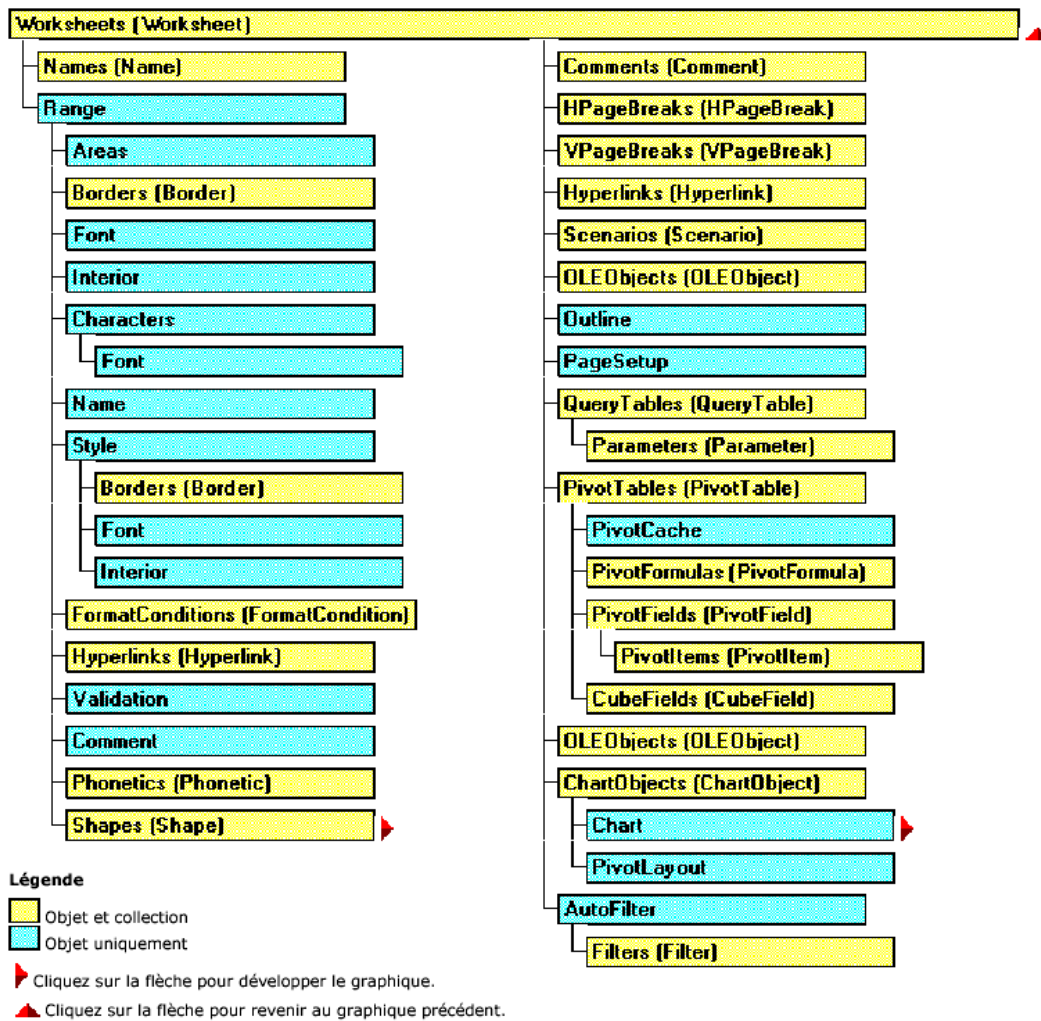 Worksheets (Worksheet)
Names (Name)
Range
Areas
Borders (Border)
Font
Interior
Characters
Font
Name
Style
Borders (Border)
Font
Interior
FormatConditions (FormatCondition)
Hyperlinks (Hyperlink)
Validation
Comment
Phonetics (Phonetic)
Shapes (Shape)
Comments (Comment)
HPageBreaks (HPageBreak)
VPageBreaks (VPageBreak)
Hyperlinks (Hyperlink)
Scenarios (Scenario)
OLEObjects (OLEObject)
Outline
PageSetup
QueryTables (QueryTable)
Parameters (Parameter)
PivotTables (PivotTable)
PivotCache
PivotFormulas (PivotFormula)
PivotFields (PivotField)
PivotItems (PivotItem)
CubeFields (CubeField)
OLEObjects (OLEObject)
ChartObjects (ChartObject)
Chart
PivotLayout
AutoFilter
Filters (Filter)
Légende
Objet et collection
Objet uniquement
Cliquez sur la flèche pour développer le graphique.
Cliquez sur la flèche pour revenir au graphique précédent.